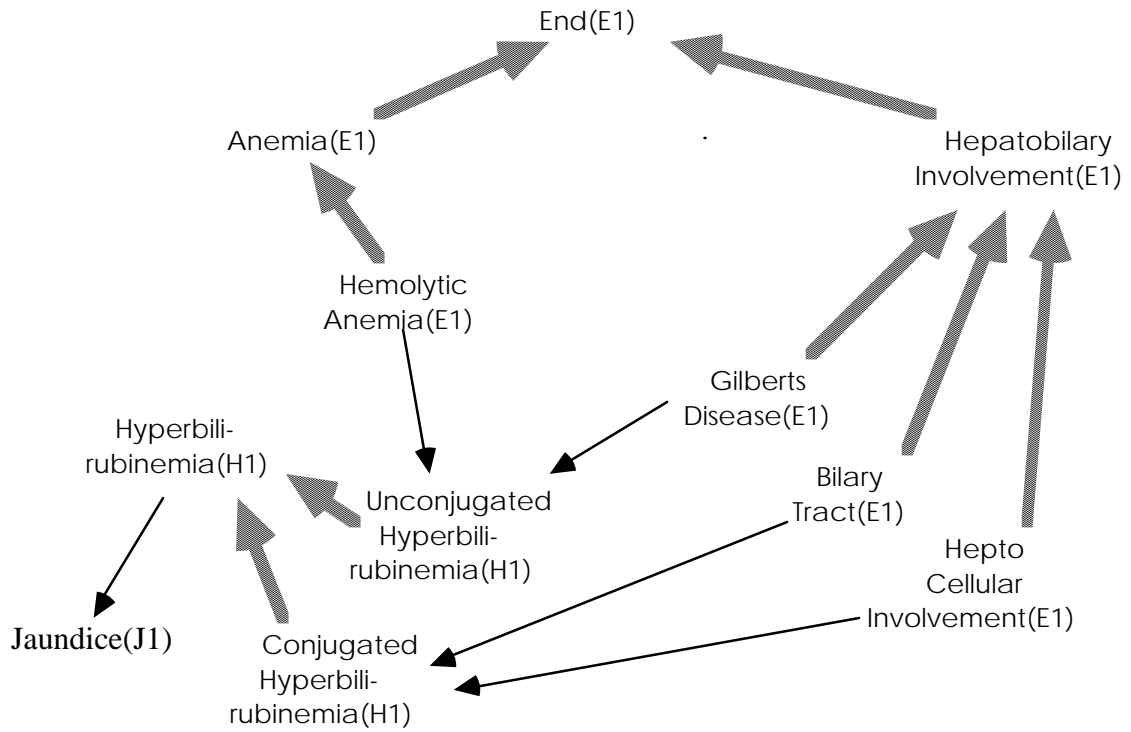 End(E1)
Anemia(E1)
Hepatobilary
Involvement(E1)
Hemolytic
Anemia(E1)
Gilberts
Disease(E1)
Hyperbili-
rubinemia(H1)
Bilary
Tract(E1)
Unconjugated
Hyperbili-
rubinemia(H1)
Hepto
Cellular
Involvement(E1)
Jaundice(J1)
Conjugated
Hyperbili-
rubinemia(H1)